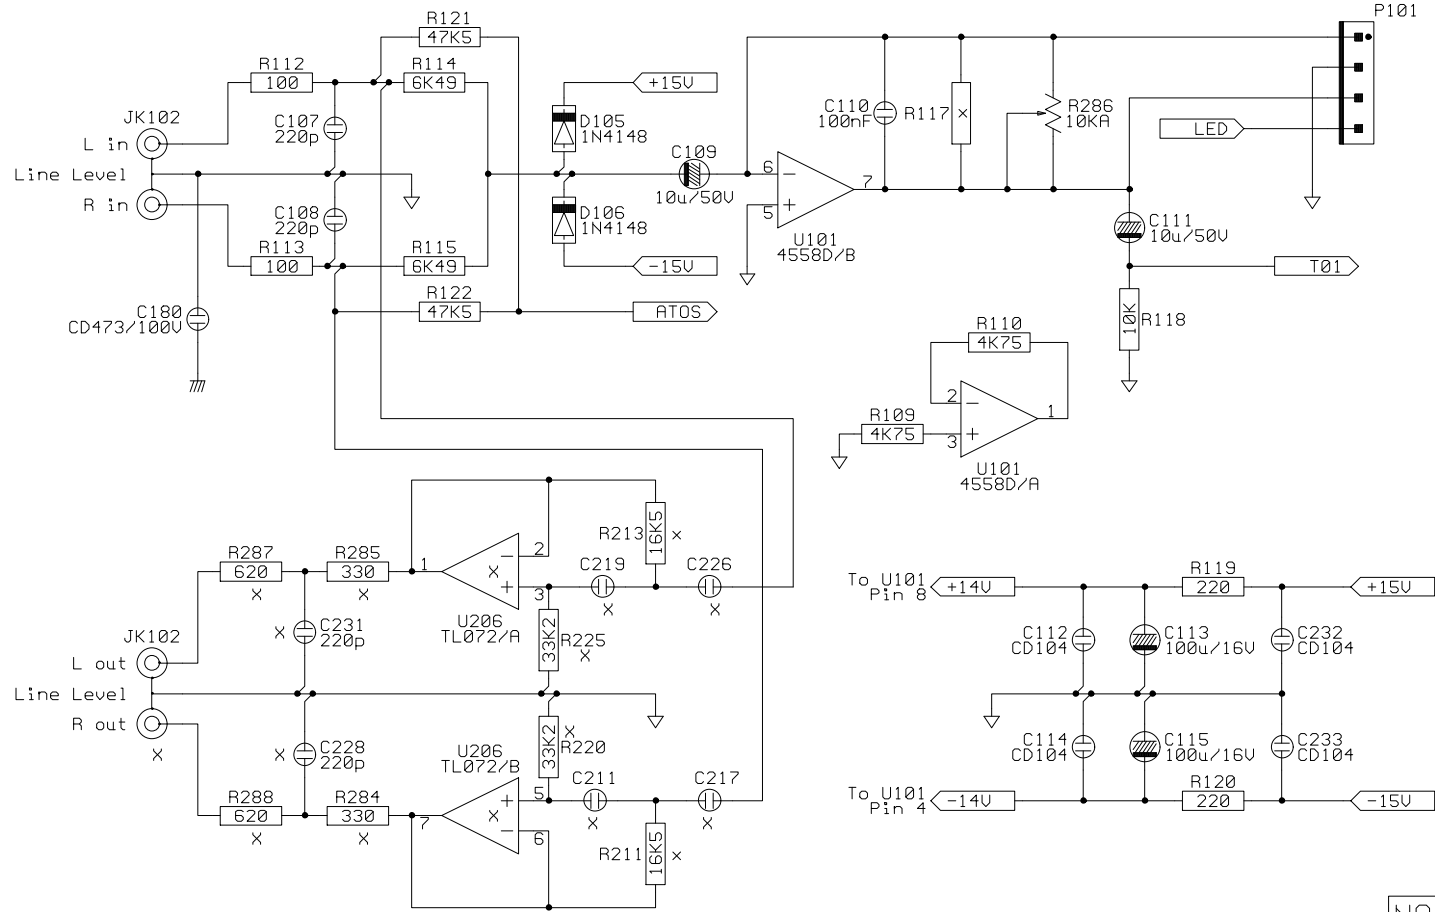 P101
R121
47K5
R112
100
R114
6K49
+15V
JK102
C107
220p
D105
1N4148
C110
100nF
R117
x
R286
10KA
LED
L in
Line Level
R in
C109
10u/50V
6
7
5
U101
4558D/B
C108
220p
D106
1N4148
C111
10u/50V
R113
100
R115
6K49
-15V
T01
R122
47K5
ATOS
C180
CD473/100V
R110
4K75
10K
R118
2
1
R109
4K75
3
U101
4558D/A
R213
16K5
x
R287
620
x
R285
330
x
1
2
x
3
C219
x
C226
x
U206
TL072/A
R119
220
To U101
Pin 8
+14V
+15V
x
C231
220p
33K2
R225
x
JK102
L out
Line Level
R out
x
C112
CD104
C113
100u/16V
C232
CD104
x
C228
220p
U206
TL072/B
33K2
x
R220
C114
CD104
C115
100u/16V
C233
CD104
R288
620
x
R284
330
x
7
5
x
6
C211
x
C217
x
R120
220
To U101
Pin 4
-14V
-15V
R211
16K5
x